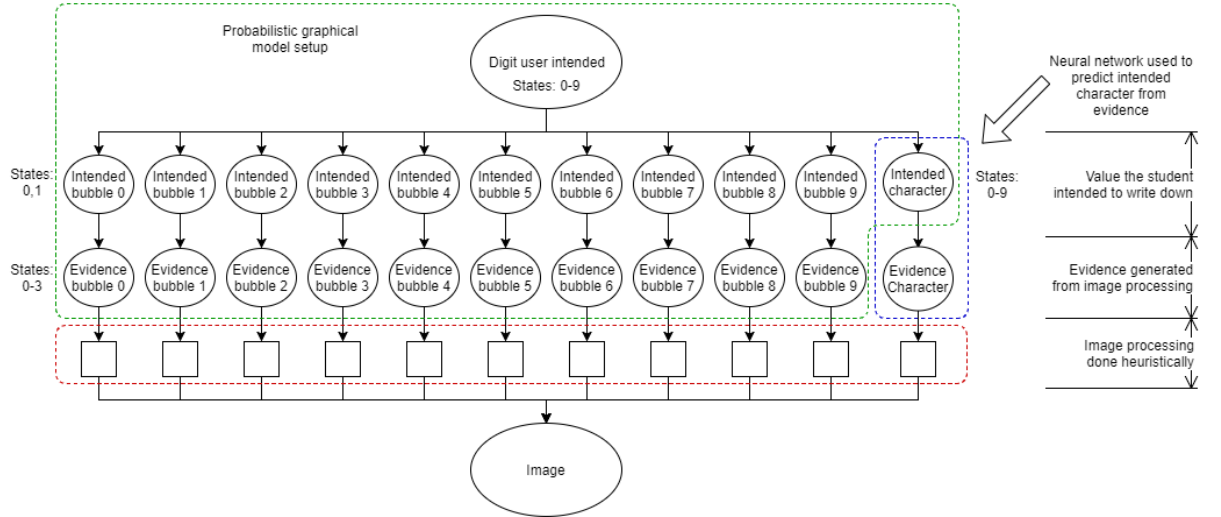 Probabilistic graphical
model setup
Digit user intended
States: 0-9
Neural network used to
predict intended
character from
evidence
States:
0,1
Intended
bubble 0
Intended
bubble 1
Intended
bubble 2
Intended
bubble 3
Intended
bubble 4
Intended
bubble 5
Intended
bubble 6
Intended
bubble 7
Intended
bubble 8
Intended
bubble 9
Intended
character
States:
0-9
Value the student
intended to write down
States:
0-3
Evidence
bubble 0
Evidence
bubble 1
Evidence
bubble 2
Evidence
bubble 3
Evidence
bubble 4
Evidence
bubble 5
Evidence
bubble 6
Evidence
bubble 7
Evidence
bubble 8
Evidence
bubble 9
Evidence
Character
Evidence generated
from image processing
Image processing
done heuristically
Image